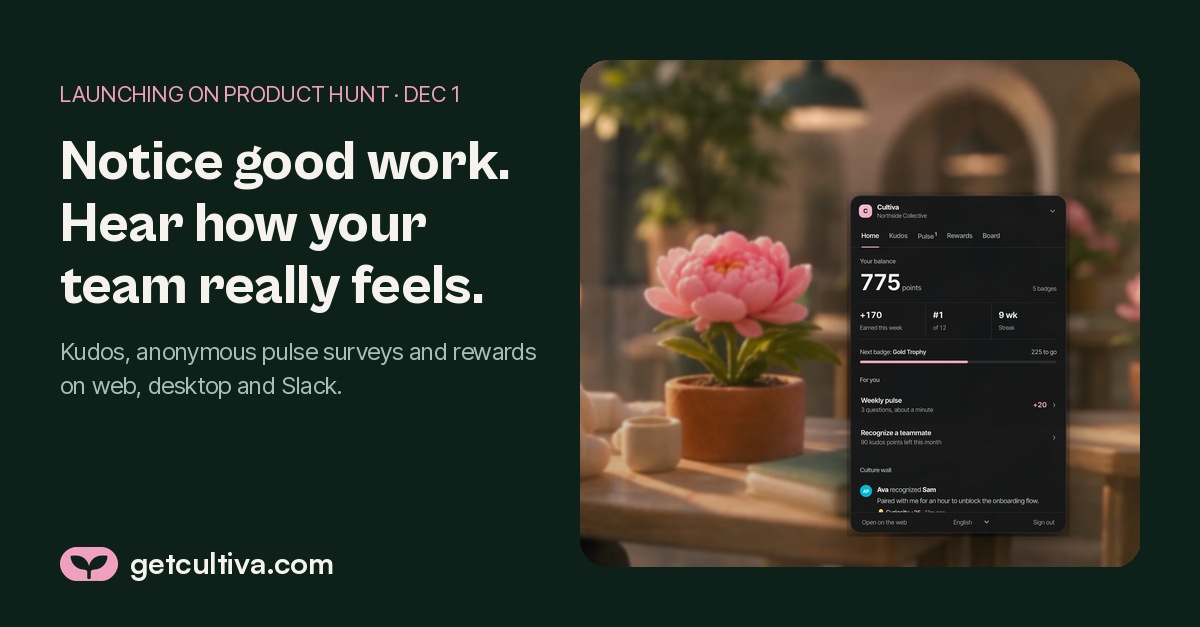 LAUNCHING ON PRODUCT HUNT · DEC 1
Notice good work.
Hear how your
team really feels.
Kudos, anonymous pulse surveys and rewards
on web, desktop and Slack.
getcultiva.com
C
Cultiva
Northside Collective
Home Kudos Pulse 1 Rewards Board
Your balance
775 points
5 badges
+170 #1 9 wk
Earned this week of 12 Streak
Next badge: Gold Trophy 225 to go
For you
Weekly pulse
3 questions, about a minute
+20
Recognize a teammate
90 kudos points left this month
Culture wall
AP
Ava recognized Sam
Paired with me for an hour to unblock the onboarding flow.
Open on the web English Sign out